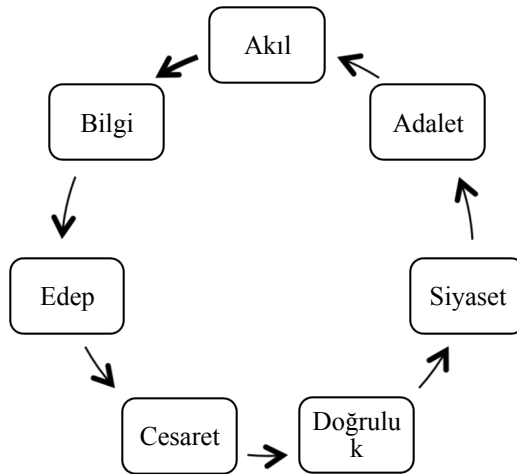 Akıl
Bilgi
Adalet
Edep
Siyaset
Cesaret
Doğrulu
k